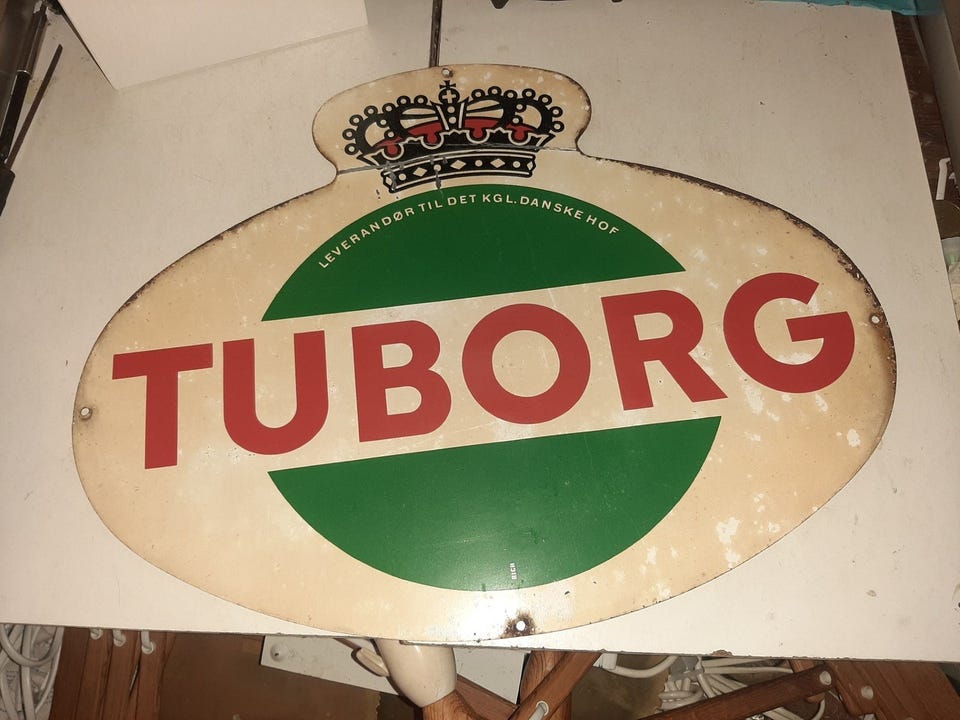 LEVERANDØR TIL DET KGL. DANSKE HOF
TUBORG